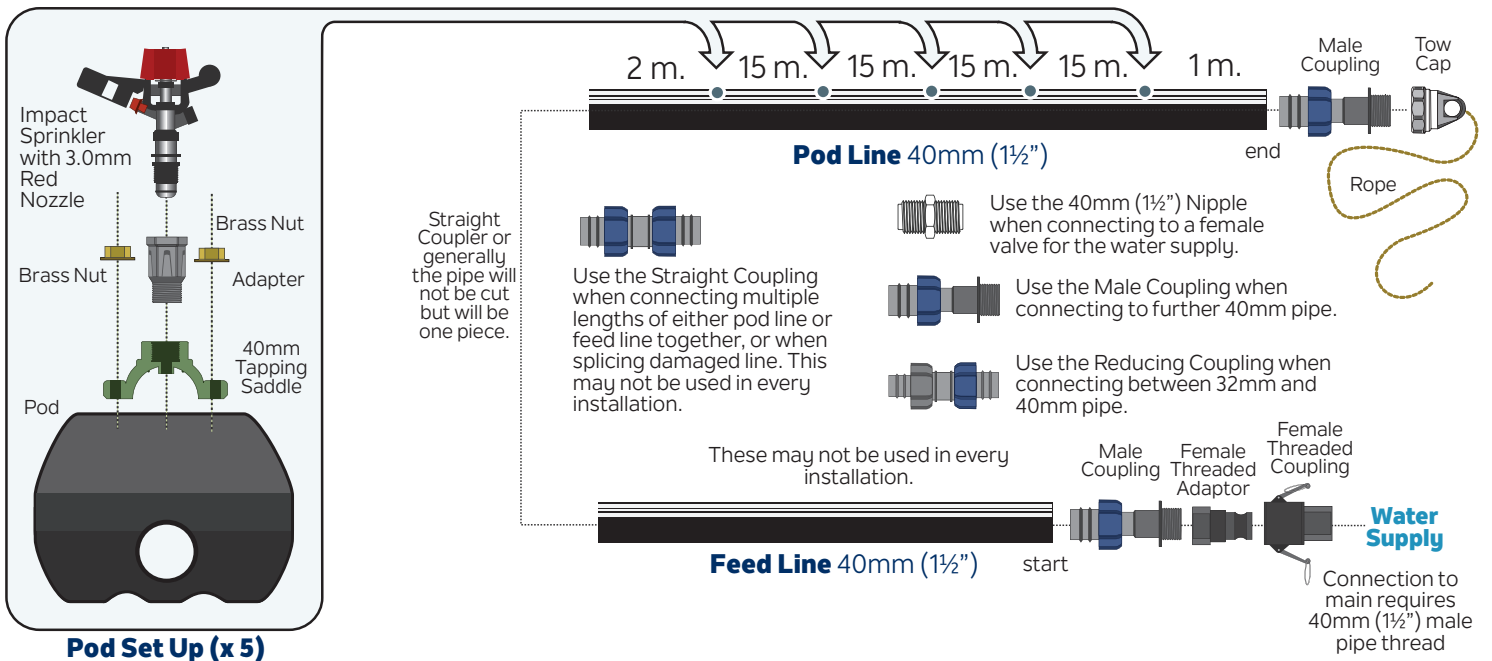 Impact
Sprinkler
with 3.0mm
Red
Nozzle
Brass Nut
Brass Nut
Adapter
40mm
Tapping
Saddle
Pod
Pod Set Up (x 5)
2 m.
15 m.
15 m.
15 m.
15 m.
1 m.
Male
Coupling
Tow
Cap
Pod Line 40mm (1½”)
end
Rope
Straight
Coupler or
generally
the pipe will
not be cut
but will be
one piece.
Use the Straight Coupling
when connecting multiple
lengths of either pod line or
feed line together, or when
splicing damaged line. This
may not be used in every
installation.
Use the 40mm (1½”) Nipple
when connecting to a female
valve for the water supply.
Use the Male Coupling when
connecting to further 40mm pipe.
Use the Reducing Coupling when
connecting between 32mm and
40mm pipe.
These may not be used in every
installation.
Male
Coupling
Female
Threaded
Adaptor
Female
Threaded
Coupling
Feed Line 40mm (1½”)
start
Water
Supply
Connection to
main requires
40mm (1½”) male
pipe thread